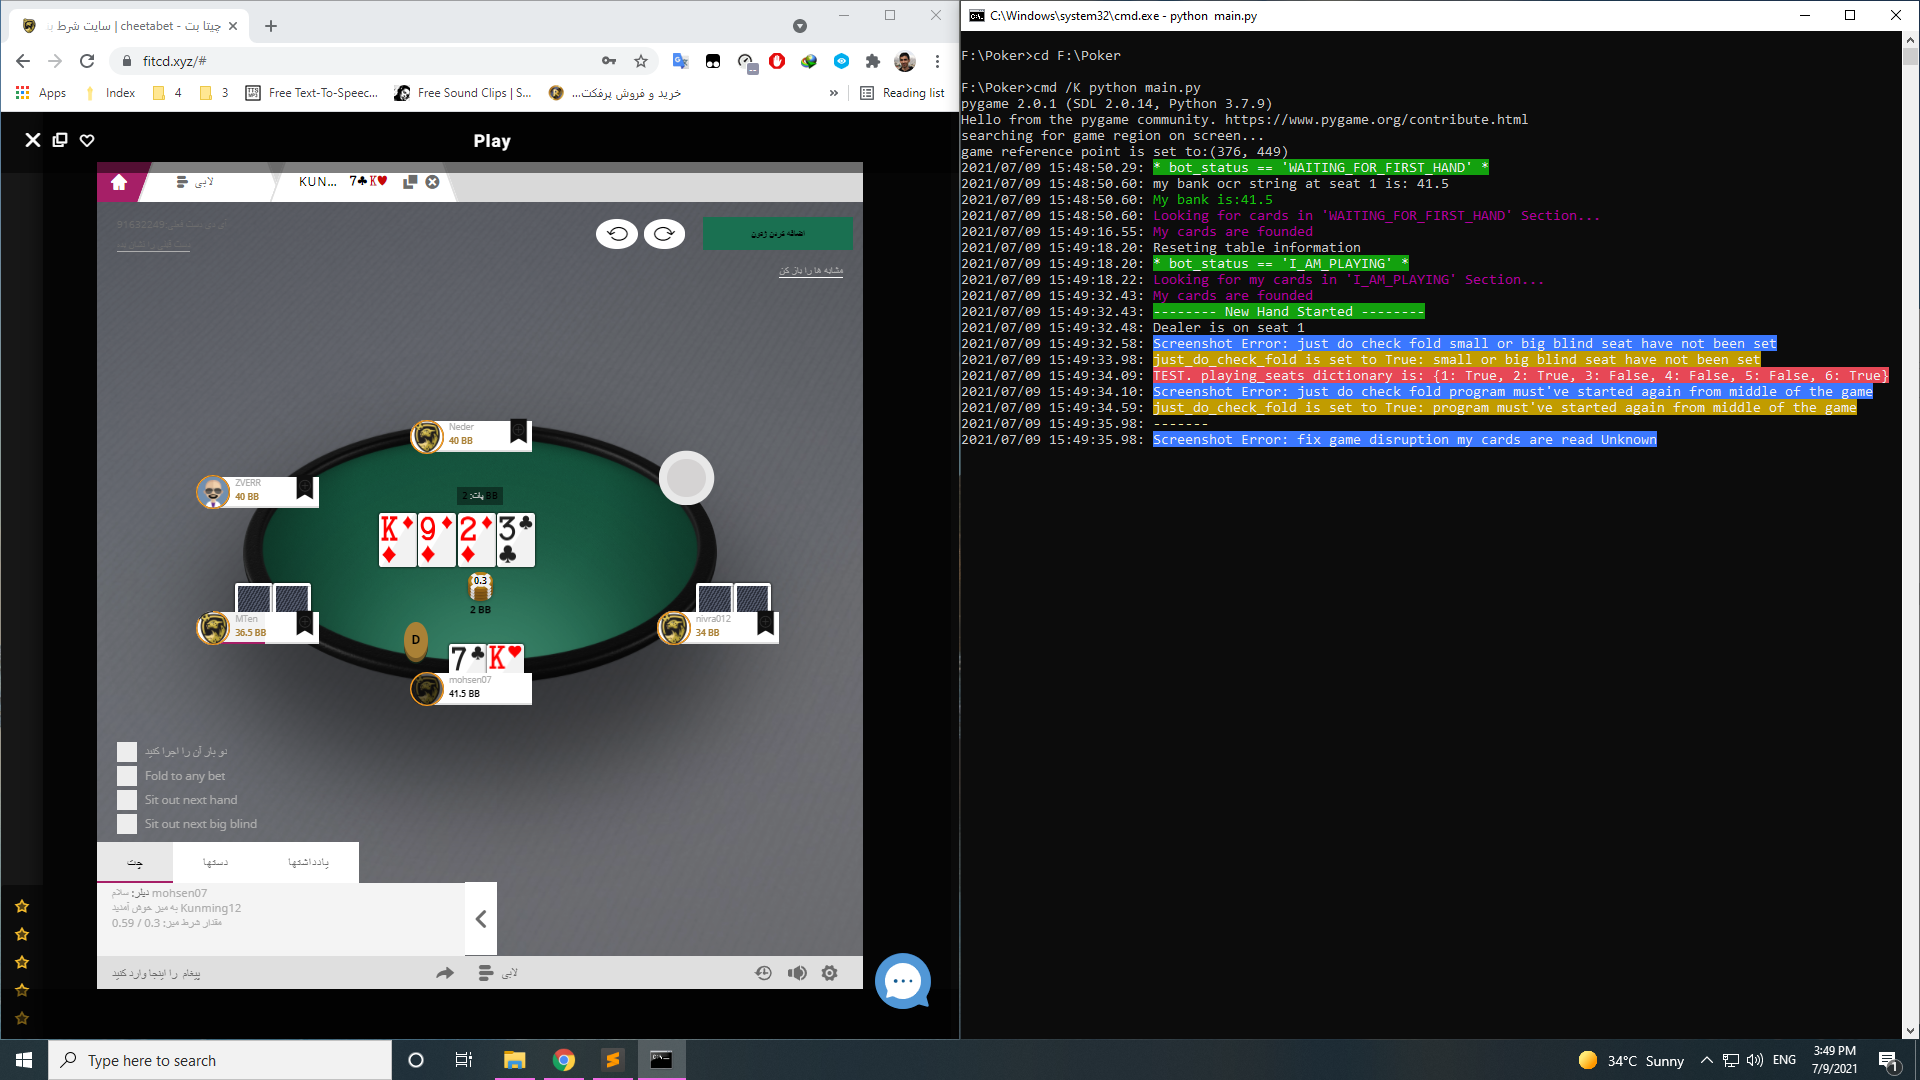 چیتا بت - cheetabet | سایت شرط ب
fitcd.xyz/#
Apps
Index
4
3
Free Text-To-Speec...
Free Sound Clips | S...
خرید و فروش پرفکت...
»
Reading list
Play
لابی
KUN... 7♣K♥
اضافه کردن ژتون
مشابه ها را باز کن
Neder
40 BB
ZVERR
40 BB
پات: 2 BB
K♦ 9♦ 2♦ 3♣
0.3
2 BB
MTen
36.5 BB
nivra012
34 BB
D
7♣ K♥
mohsen07
41.5 BB
دو بار آن را اجرا کنید
Fold to any bet
Sit out next hand
Sit out next big blind
چت
دستها
یادداشتها
دیلر: سلام mohsen07
به میز خوش آمدید Kunming12
مقدار شرط میز: 0.3 / 0.59
پیغام را اینجا وارد کنید
لابی
C:\Windows\system32\cmd.exe - python  main.py
F:\Poker>cd F:\Poker
F:\Poker>cmd /K python main.py
pygame 2.0.1 (SDL 2.0.14, Python 3.7.9)
Hello from the pygame community. https://www.pygame.org/contribute.html
searching for game region on screen...
game reference point is set to:(376, 449)
2021/07/09 15:48:50.29: * bot_status == 'WAITING_FOR_FIRST_HAND' *
2021/07/09 15:48:50.60: my bank ocr string at seat 1 is: 41.5
2021/07/09 15:48:50.60: My bank is:41.5
2021/07/09 15:48:50.60: Looking for cards in 'WAITING_FOR_FIRST_HAND' Section...
2021/07/09 15:49:16.55: My cards are founded
2021/07/09 15:49:18.20: Reseting table information
2021/07/09 15:49:18.20: * bot_status == 'I_AM_PLAYING' *
2021/07/09 15:49:18.22: Looking for my cards in 'I_AM_PLAYING' Section...
2021/07/09 15:49:32.43: My cards are founded
2021/07/09 15:49:32.43: -------- New Hand Started --------
2021/07/09 15:49:32.48: Dealer is on seat 1
2021/07/09 15:49:32.58: Screenshot Error: just do check fold small or big blind seat have not been set
2021/07/09 15:49:33.98: just_do_check_fold is set to True: small or big blind seat have not been set
2021/07/09 15:49:34.09: TEST. playing_seats dictionary is: {1: True, 2: True, 3: False, 4: False, 5: False, 6: True}
2021/07/09 15:49:34.10: Screenshot Error: just do check fold program must've started again from middle of the game
2021/07/09 15:49:34.59: just_do_check_fold is set to True: program must've started again from middle of the game
2021/07/09 15:49:35.98: -------
2021/07/09 15:49:35.98: Screenshot Error: fix game disruption my cards are read Unknown
Type here to search
34°C Sunny
ENG
3:49 PM
7/9/2021
1